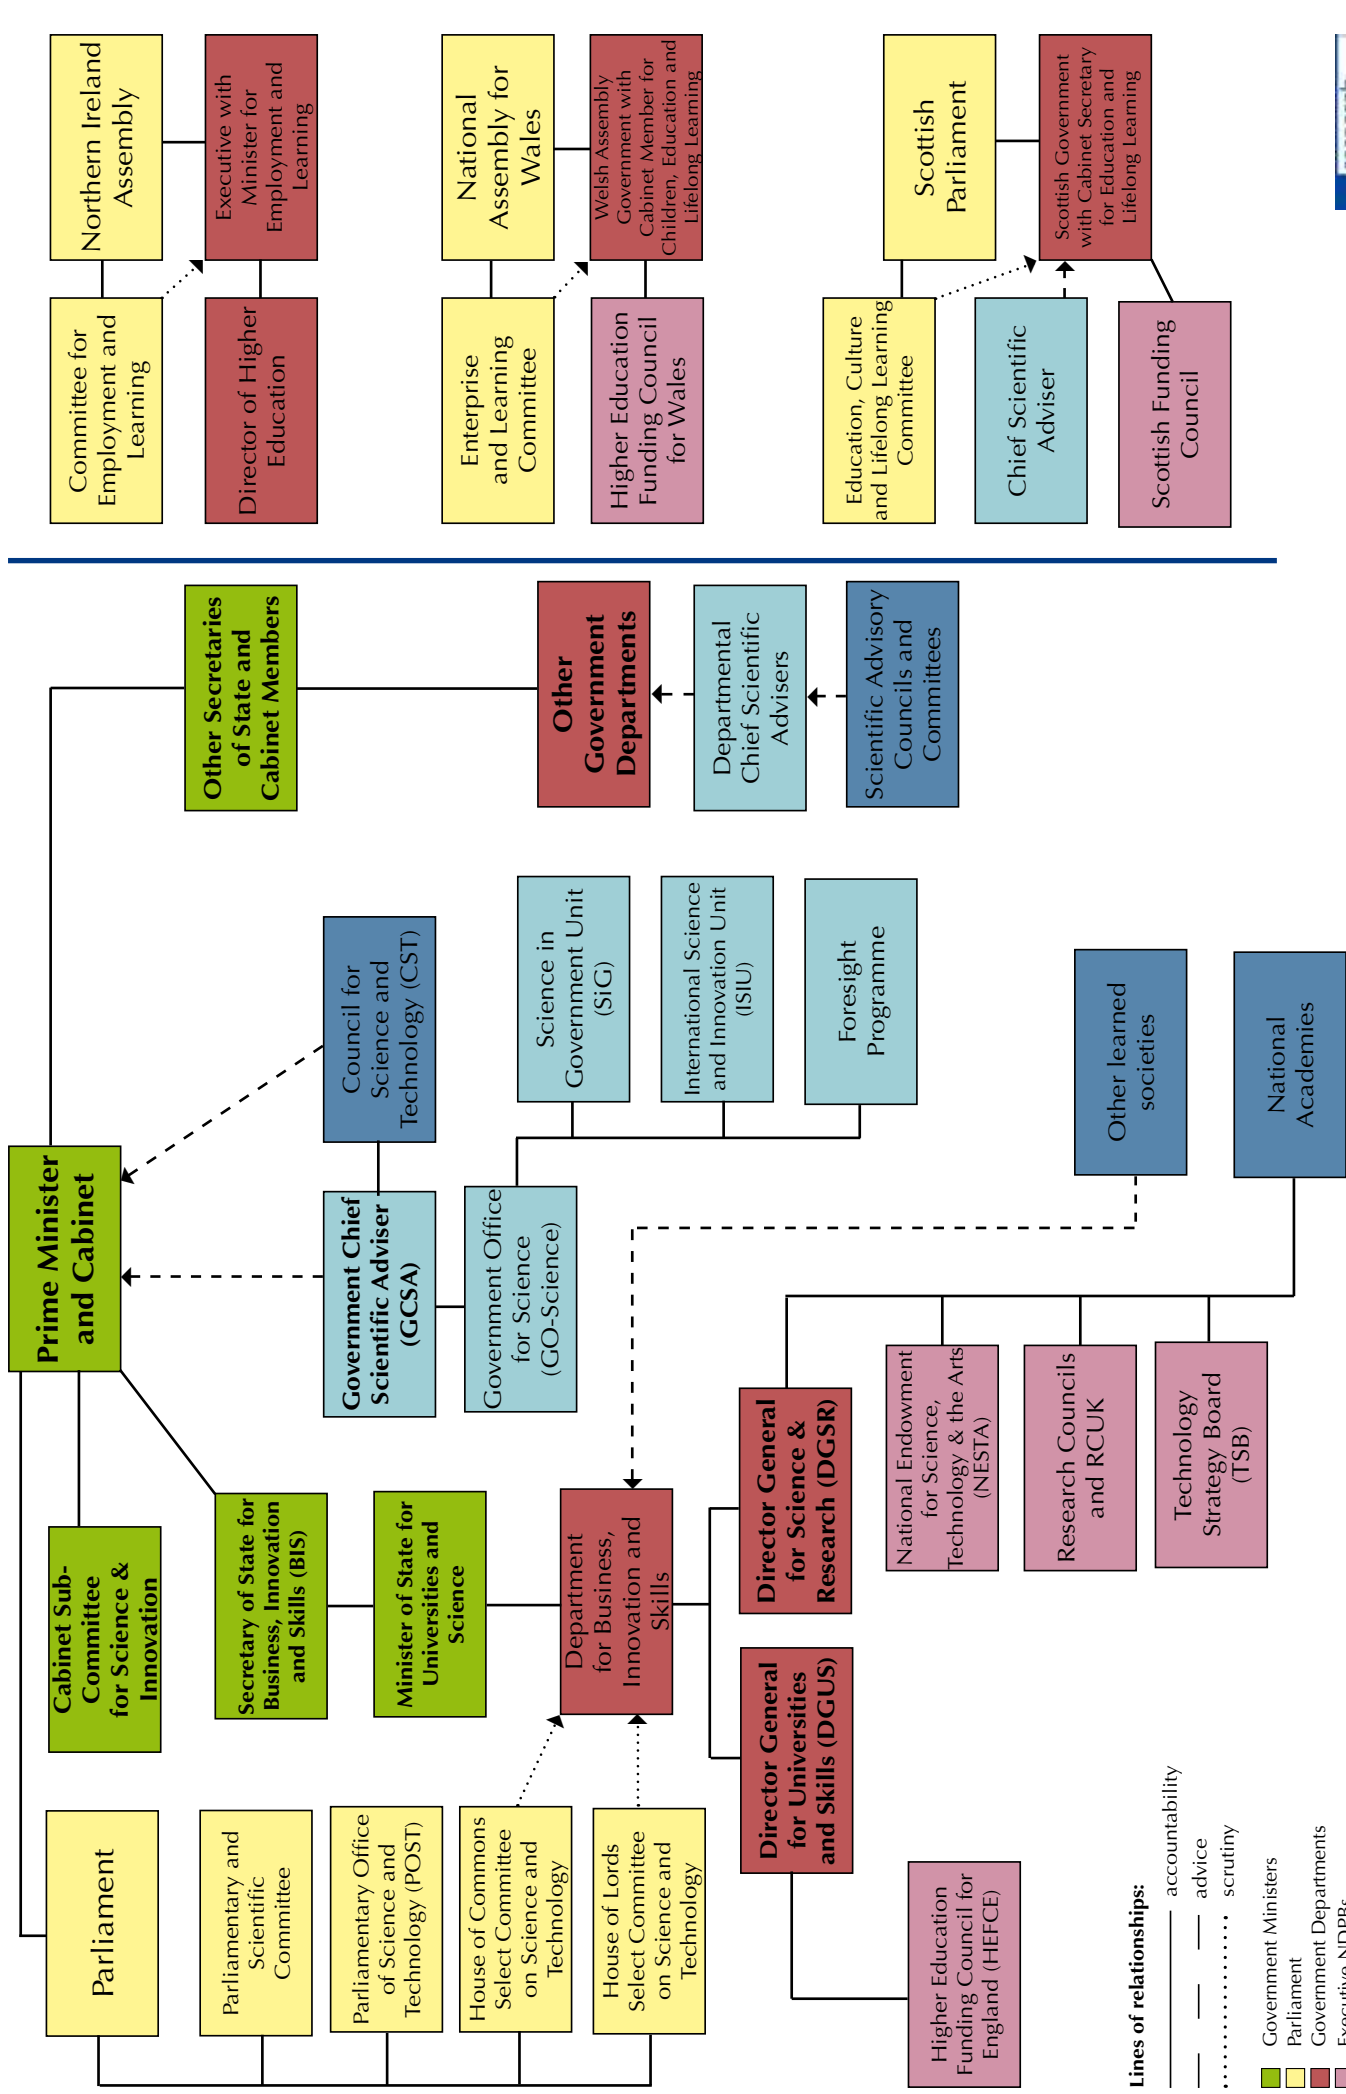 Prime Minister
and Cabinet
Parliament
Parliamentary and
Scientific
Committee
Parliamentary Office
of Science and
Technology (POST)
House of Commons
Select Committee
on Science and
Technology
House of Lords
Select Committee
on Science and
Technology
Cabinet Sub-
Committee
for Science &
Innovation
Secretary of State for
Business, Innovation
and Skills (BIS)
Minister of State for
Universities and
Science
Department
for Business,
Innovation and
Skills
Director General
for Universities
and Skills (DGUS)
Director General
for Science &
Research (DGSR)
Higher Education
Funding Council for
England (HEFCE)
National Endowment
for Science,
Technology & the Arts
(NESTA)
Research Councils
and RCUK
Technology
Strategy Board
(TSB)
Government Chief
Scientific Adviser
(GCSA)
Government Office
for Science
(GO-Science)
Council for
Science and
Technology (CST)
Science in
Government Unit
(SiG)
International Science
and Innovation Unit
(ISIU)
Foresight
Programme
Other learned
societies
National
Academies
Other Secretaries
of State and
Cabinet Members
Other
Government
Departments
Departmental
Chief Scientific
Advisers
Scientific Advisory
Councils and
Committees
Committee for
Employment and
Learning
Northern Ireland
Assembly
Director of Higher
Education
Executive with
Minister for
Employment and
Learning
Enterprise
and Learning
Committee
National
Assembly for
Wales
Higher Education
Funding Council
for Wales
Welsh Assembly
Government with
Cabinet Member for
Children, Education and
Lifelong Learning
Education, Culture
and Lifelong Learning
Committee
Scottish
Parliament
Chief Scientific
Adviser
Scottish Government
with Cabinet Secretary
for Education and
Lifelong Learning
Scottish Funding
Council
Lines of relationships:
accountability
advice
scrutiny
Government Ministers
Parliament
Government Departments
Executive NDPBs